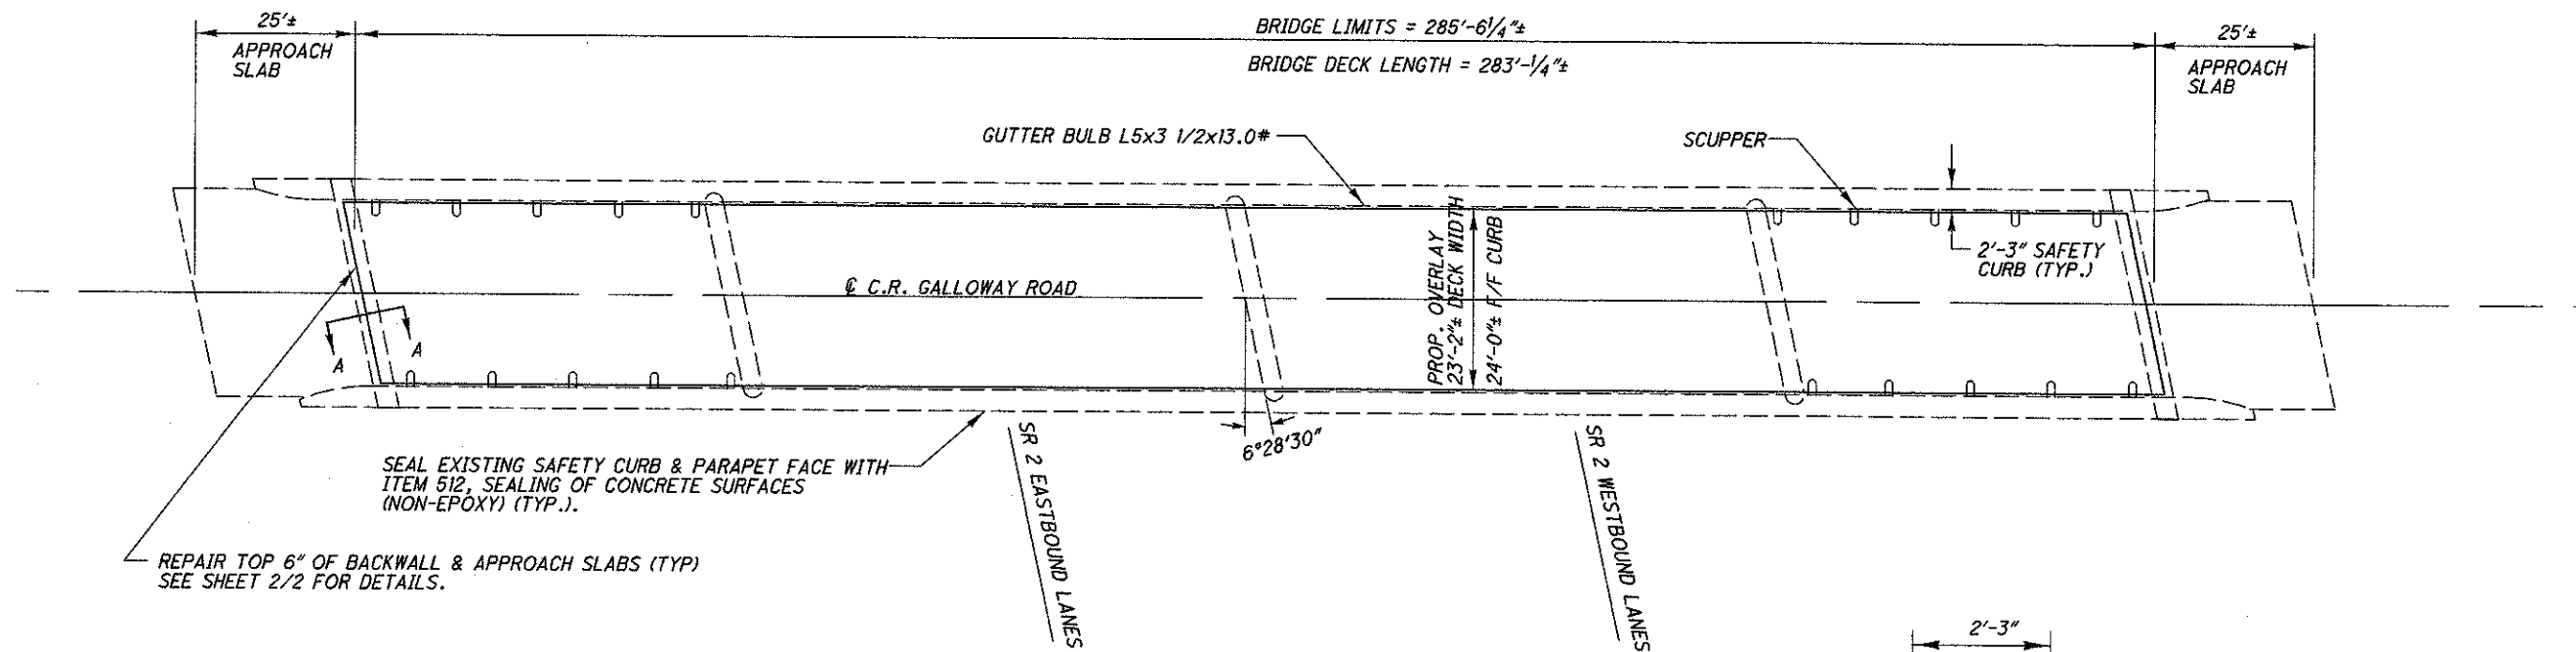 25'±
APPROACH
SLAB
BRIDGE LIMITS = 285'-6 1/4"±
BRIDGE DECK LENGTH = 283'-1/4"±
25'±
APPROACH
SLAB
GUTTER BULB L5x3 1/2x13.0#
SCUPPER
2'-3" SAFETY
CURB (TYP.)
PROP. OVERLAY
23'-2"± DECK WIDTH
24'-0"± F/F CURB
℄ C.R. GALLOWAY ROAD
A
A
6°28'30"
SEAL EXISTING SAFETY CURB & PARAPET FACE WITH
ITEM 512, SEALING OF CONCRETE SURFACES
(NON-EPOXY) (TYP.).
SR 2 EASTBOUND LANES
SR 2 WESTBOUND LANES
REPAIR TOP 6" OF BACKWALL & APPROACH SLABS (TYP)
SEE SHEET 2/2 FOR DETAILS.
2'-3"